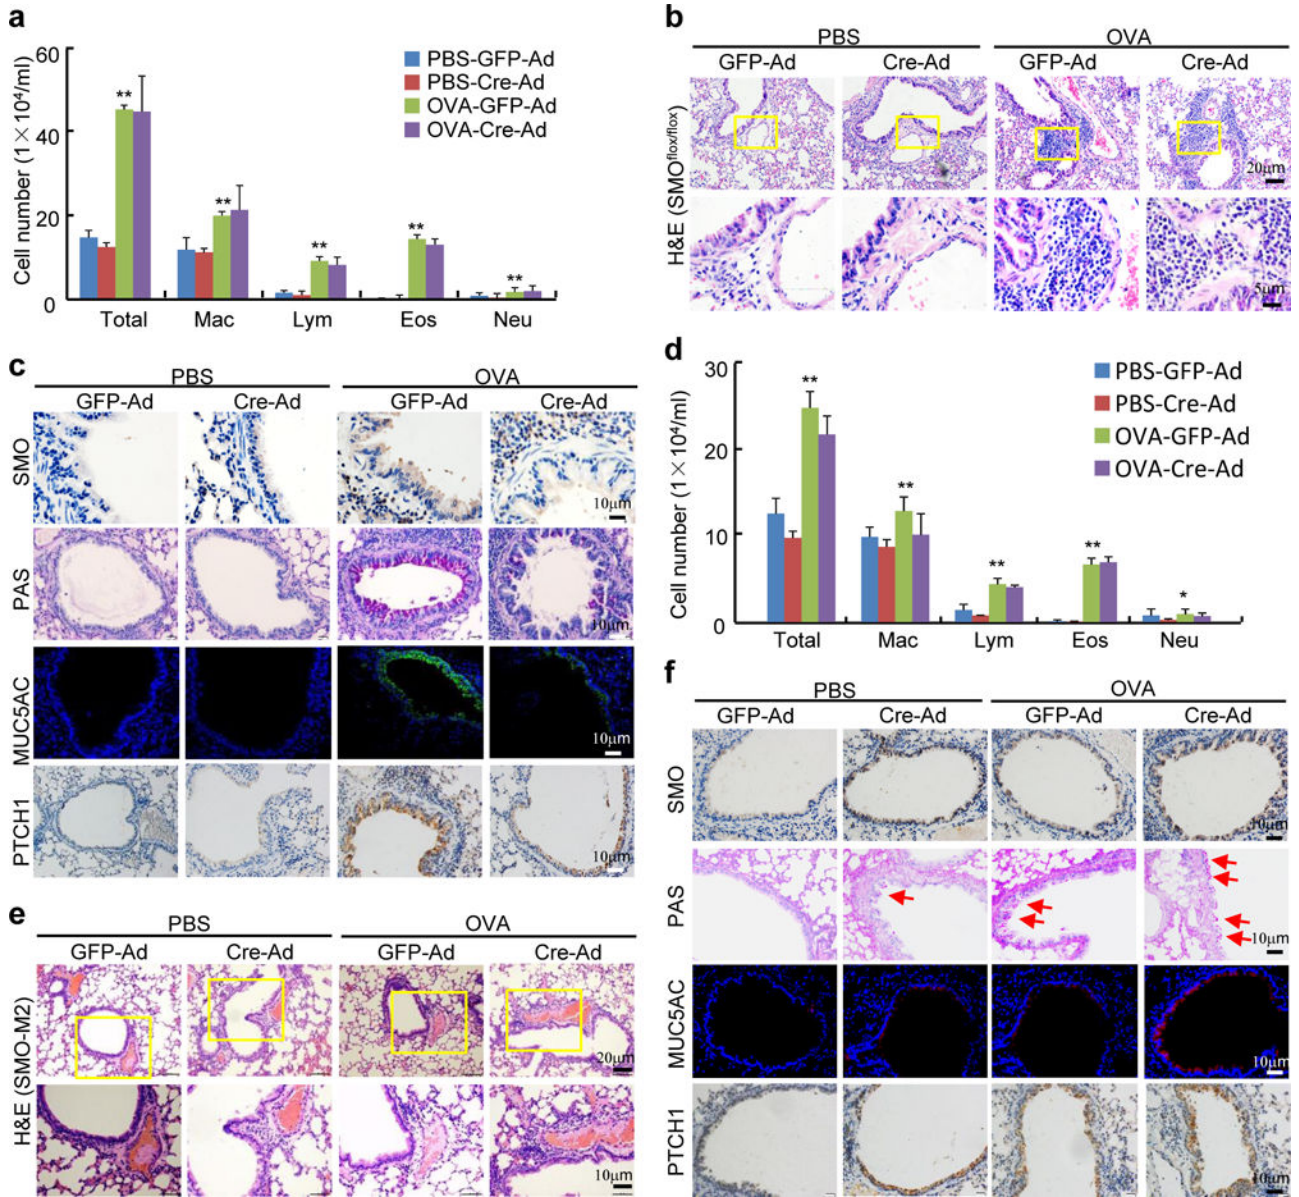 a
60
40
20
0
Cell number (1 × 10⁴/ml)
PBS-GFP-Ad
PBS-Cre-Ad
OVA-GFP-Ad
OVA-Cre-Ad
** ** ** ** **
Total Mac Lym Eos Neu
b
PBS OVA
GFP-Ad Cre-Ad GFP-Ad Cre-Ad
H&E (SMOflox/flox)
20μm
5μm
c
PBS OVA
GFP-Ad Cre-Ad GFP-Ad Cre-Ad
SMO
10μm
PAS
10μm
MUC5AC
10μm
PTCH1
10μm
d
30
20
10
0
Cell number (1 × 10⁴/ml)
PBS-GFP-Ad
PBS-Cre-Ad
OVA-GFP-Ad
OVA-Cre-Ad
** ** ** ** *
Total Mac Lym Eos Neu
e
PBS OVA
GFP-Ad Cre-Ad GFP-Ad Cre-Ad
H&E (SMO-M2)
20μm
10μm
f
PBS OVA
GFP-Ad Cre-Ad GFP-Ad Cre-Ad
SMO
10μm
PAS
10μm
MUC5AC
10μm
PTCH1
10μm